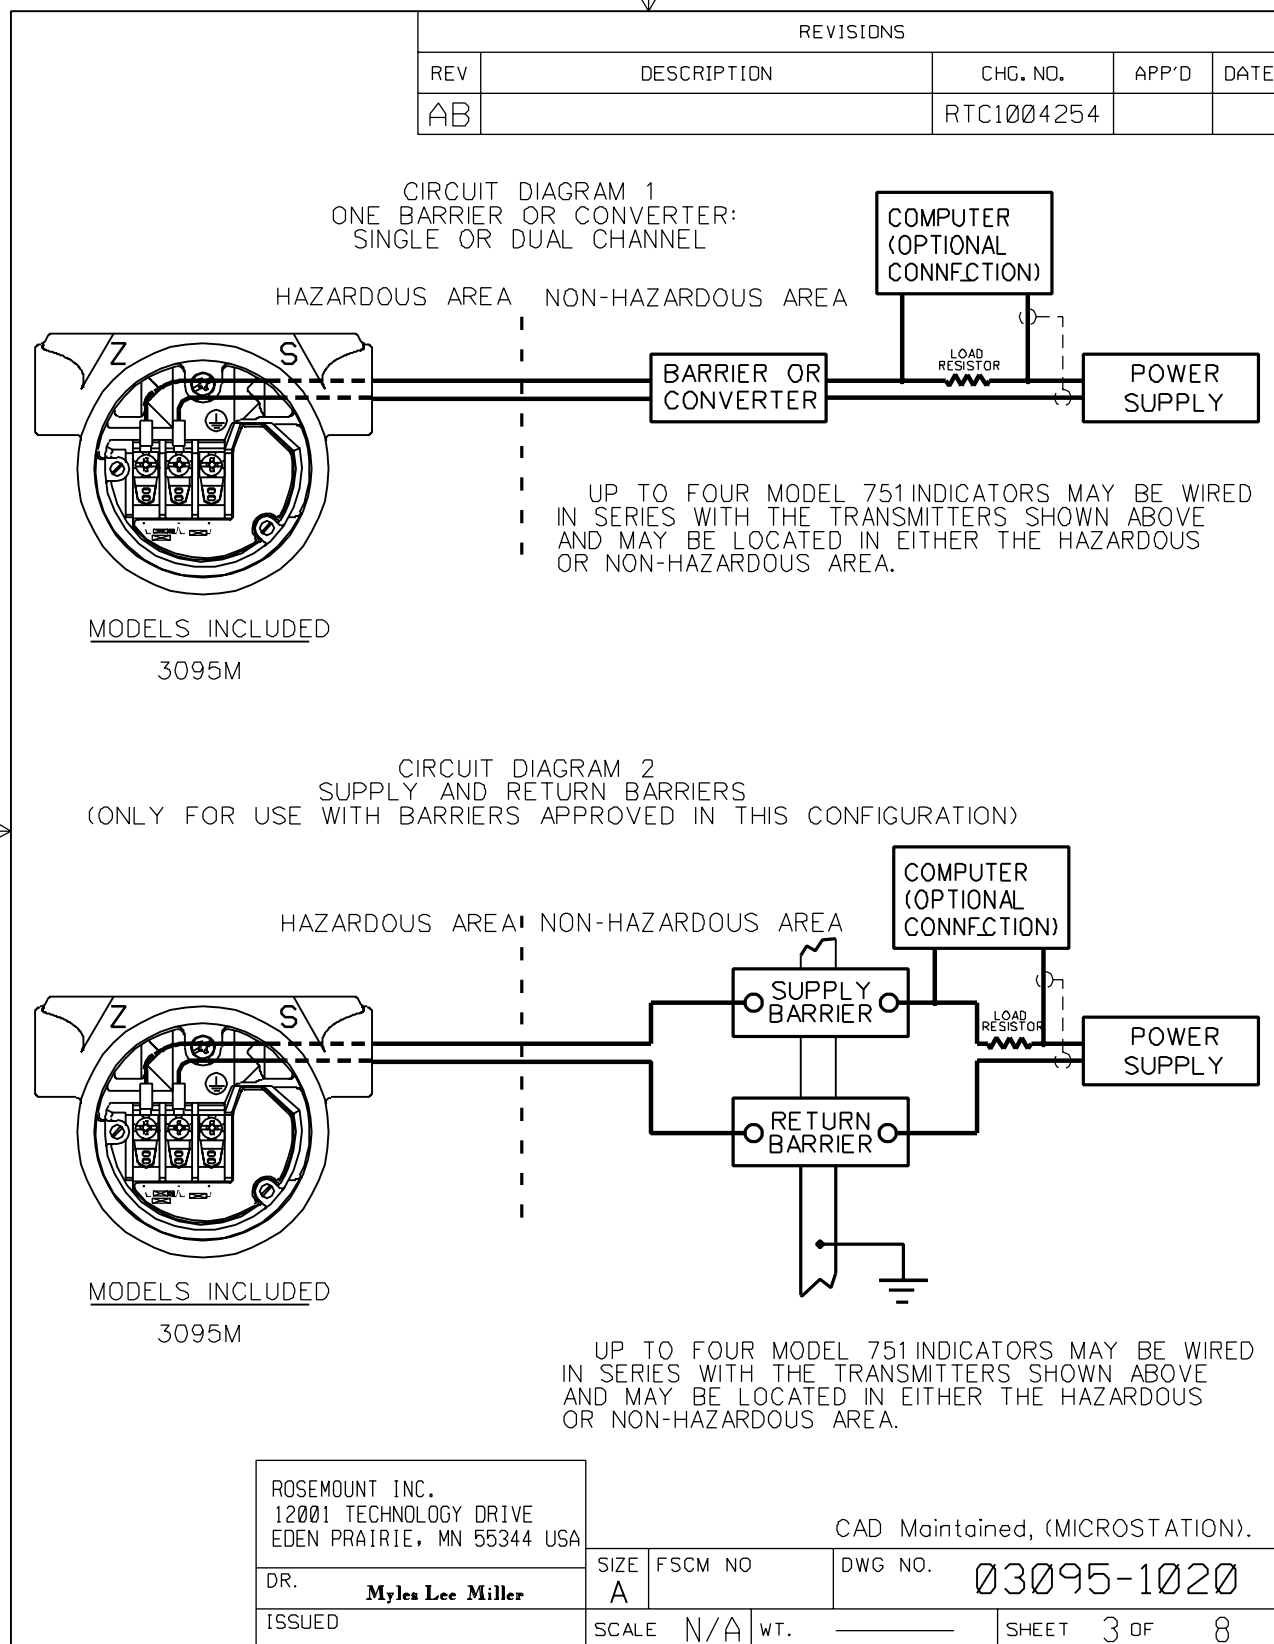 REVISIONS
REV DESCRIPTION CHG. NO. APP'D DATE
AB RTC1004254
CIRCUIT DIAGRAM 1
ONE BARRIER OR CONVERTER:
SINGLE OR DUAL CHANNEL
COMPUTER
(OPTIONAL
CONNECTION)
HAZARDOUS AREA NON-HAZARDOUS AREA
Z S
LOAD
RESISTOR
BARRIER OR
CONVERTER
POWER
SUPPLY
UP TO FOUR MODEL 751 INDICATORS MAY BE WIRED
IN SERIES WITH THE TRANSMITTERS SHOWN ABOVE
AND MAY BE LOCATED IN EITHER THE HAZARDOUS
OR NON-HAZARDOUS AREA.
MODELS INCLUDED
3095M
CIRCUIT DIAGRAM 2
SUPPLY AND RETURN BARRIERS
(ONLY FOR USE WITH BARRIERS APPROVED IN THIS CONFIGURATION)
COMPUTER
(OPTIONAL
CONNECTION)
HAZARDOUS AREA NON-HAZARDOUS AREA
Z S
SUPPLY
BARRIER
LOAD
RESISTOR
POWER
SUPPLY
RETURN
BARRIER
MODELS INCLUDED
3095M
UP TO FOUR MODEL 751 INDICATORS MAY BE WIRED
IN SERIES WITH THE TRANSMITTERS SHOWN ABOVE
AND MAY BE LOCATED IN EITHER THE HAZARDOUS
OR NON-HAZARDOUS AREA.
ROSEMOUNT INC.
12001 TECHNOLOGY DRIVE
EDEN PRAIRIE, MN 55344 USA
CAD Maintained, (MICROSTATION).
DR. Myles Lee Miller
SIZE A FSCM NO DWG NO. 03095-1020
ISSUED
SCALE N/A WT. SHEET 3 OF 8